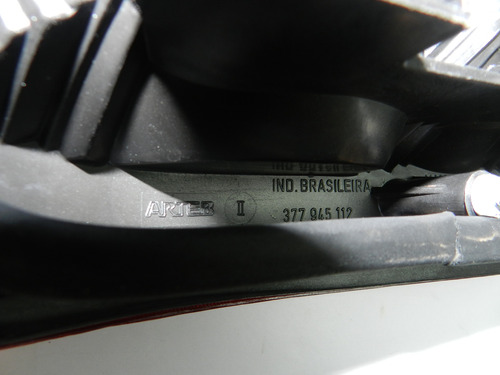 IND. BRASILEIRA
ARTEB II 377 945 112